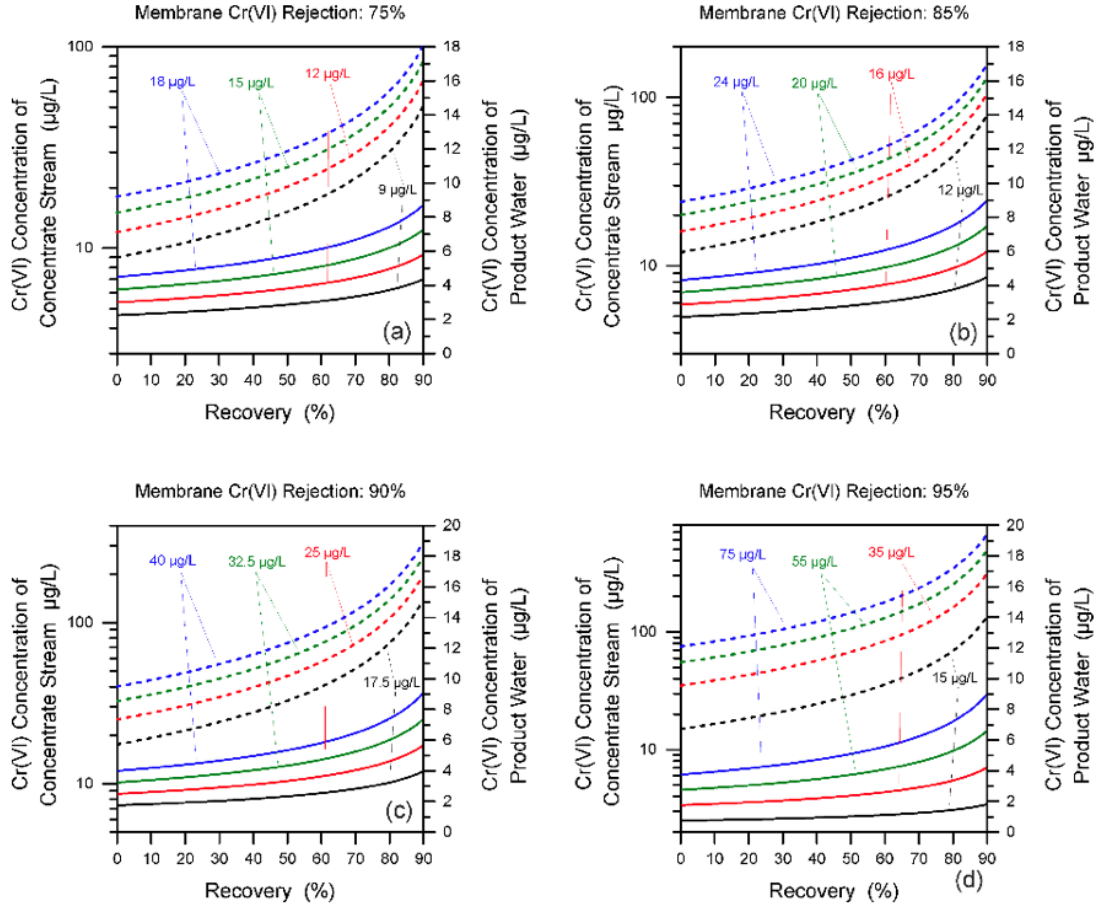 Membrane Cr(VI) Rejection: 75%
Cr(VI) Concentration of
Concentrate Stream (µg/L)
100
10
18 µg/L
15 µg/L
12 µg/L
9 µg/L
(a)
18
16
14
12
10
8
6
4
2
0
Cr(VI) Concentration of
Product Water (µg/L)
0 10 20 30 40 50 60 70 80 90
Recovery (%)
Membrane Cr(VI) Rejection: 85%
Cr(VI) Concentration of
Concentrate Stream µg/L)
100
10
24 µg/L
20 µg/L
16 µg/L
12 µg/L
(b)
18
16
14
12
10
8
6
4
2
0
Cr(VI) Concentration of
Product Water µg/L)
0 10 20 30 40 50 60 70 80 90
Recovery (%)
Membrane Cr(VI) Rejection: 90%
Cr(VI) Concentration of
Concentrate Stream µg/L)
100
10
40 µg/L
32.5 µg/L
25 µg/L
17.5 µg/L
(c)
20
18
16
14
12
10
8
6
4
2
0
Cr(VI) Concentration of
Product Water (µg/L)
0 10 20 30 40 50 60 70 80 90
Recovery (%)
Membrane Cr(VI) Rejection: 95%
Cr(VI) Concentration of
Concentrate Stream µg/L)
100
10
75 µg/L
55 µg/L
35 µg/L
15 µg/L
20
18
16
14
12
10
8
6
4
2
0
Cr(VI) Concentration of
Product Water (µg/L)
0 10 20 30 40 50 60 70 80 90
Recovery (%)
(d)